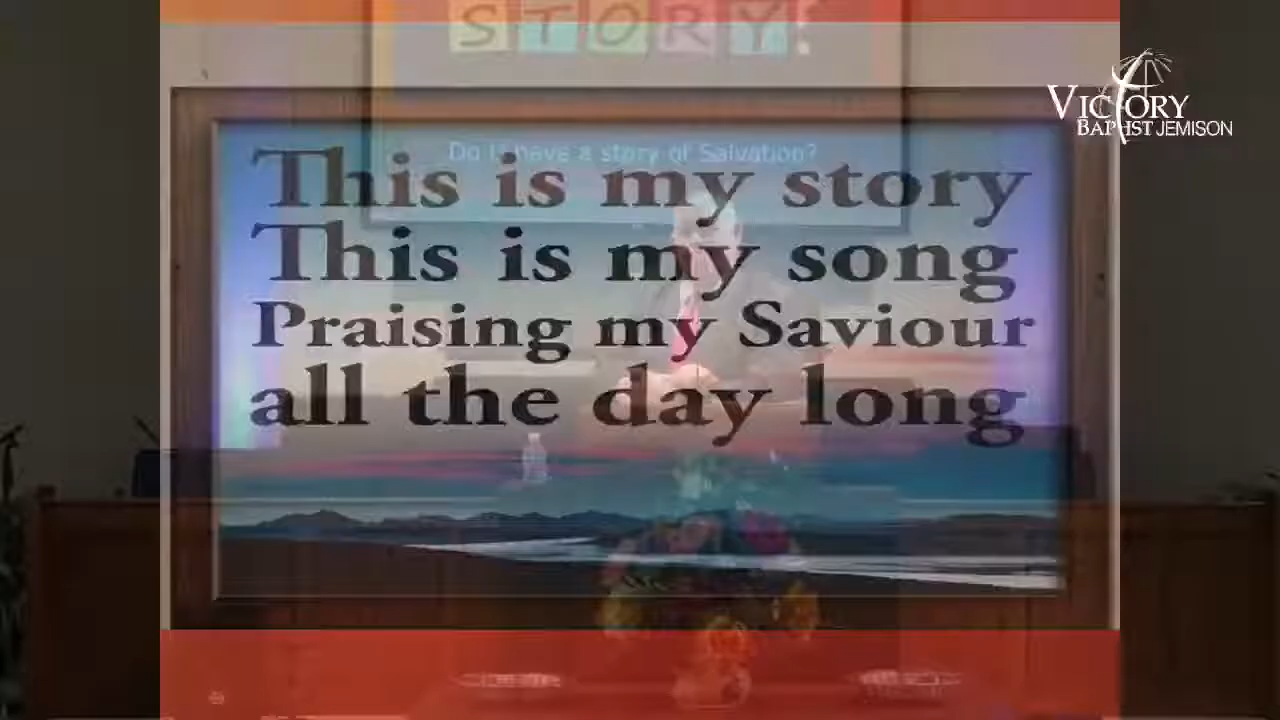 STORY!
VICTORY
BAPTIST JEMISON
Do I have a story of Salvation?
This is my story
This is my song
Praising my Saviour
all the day long